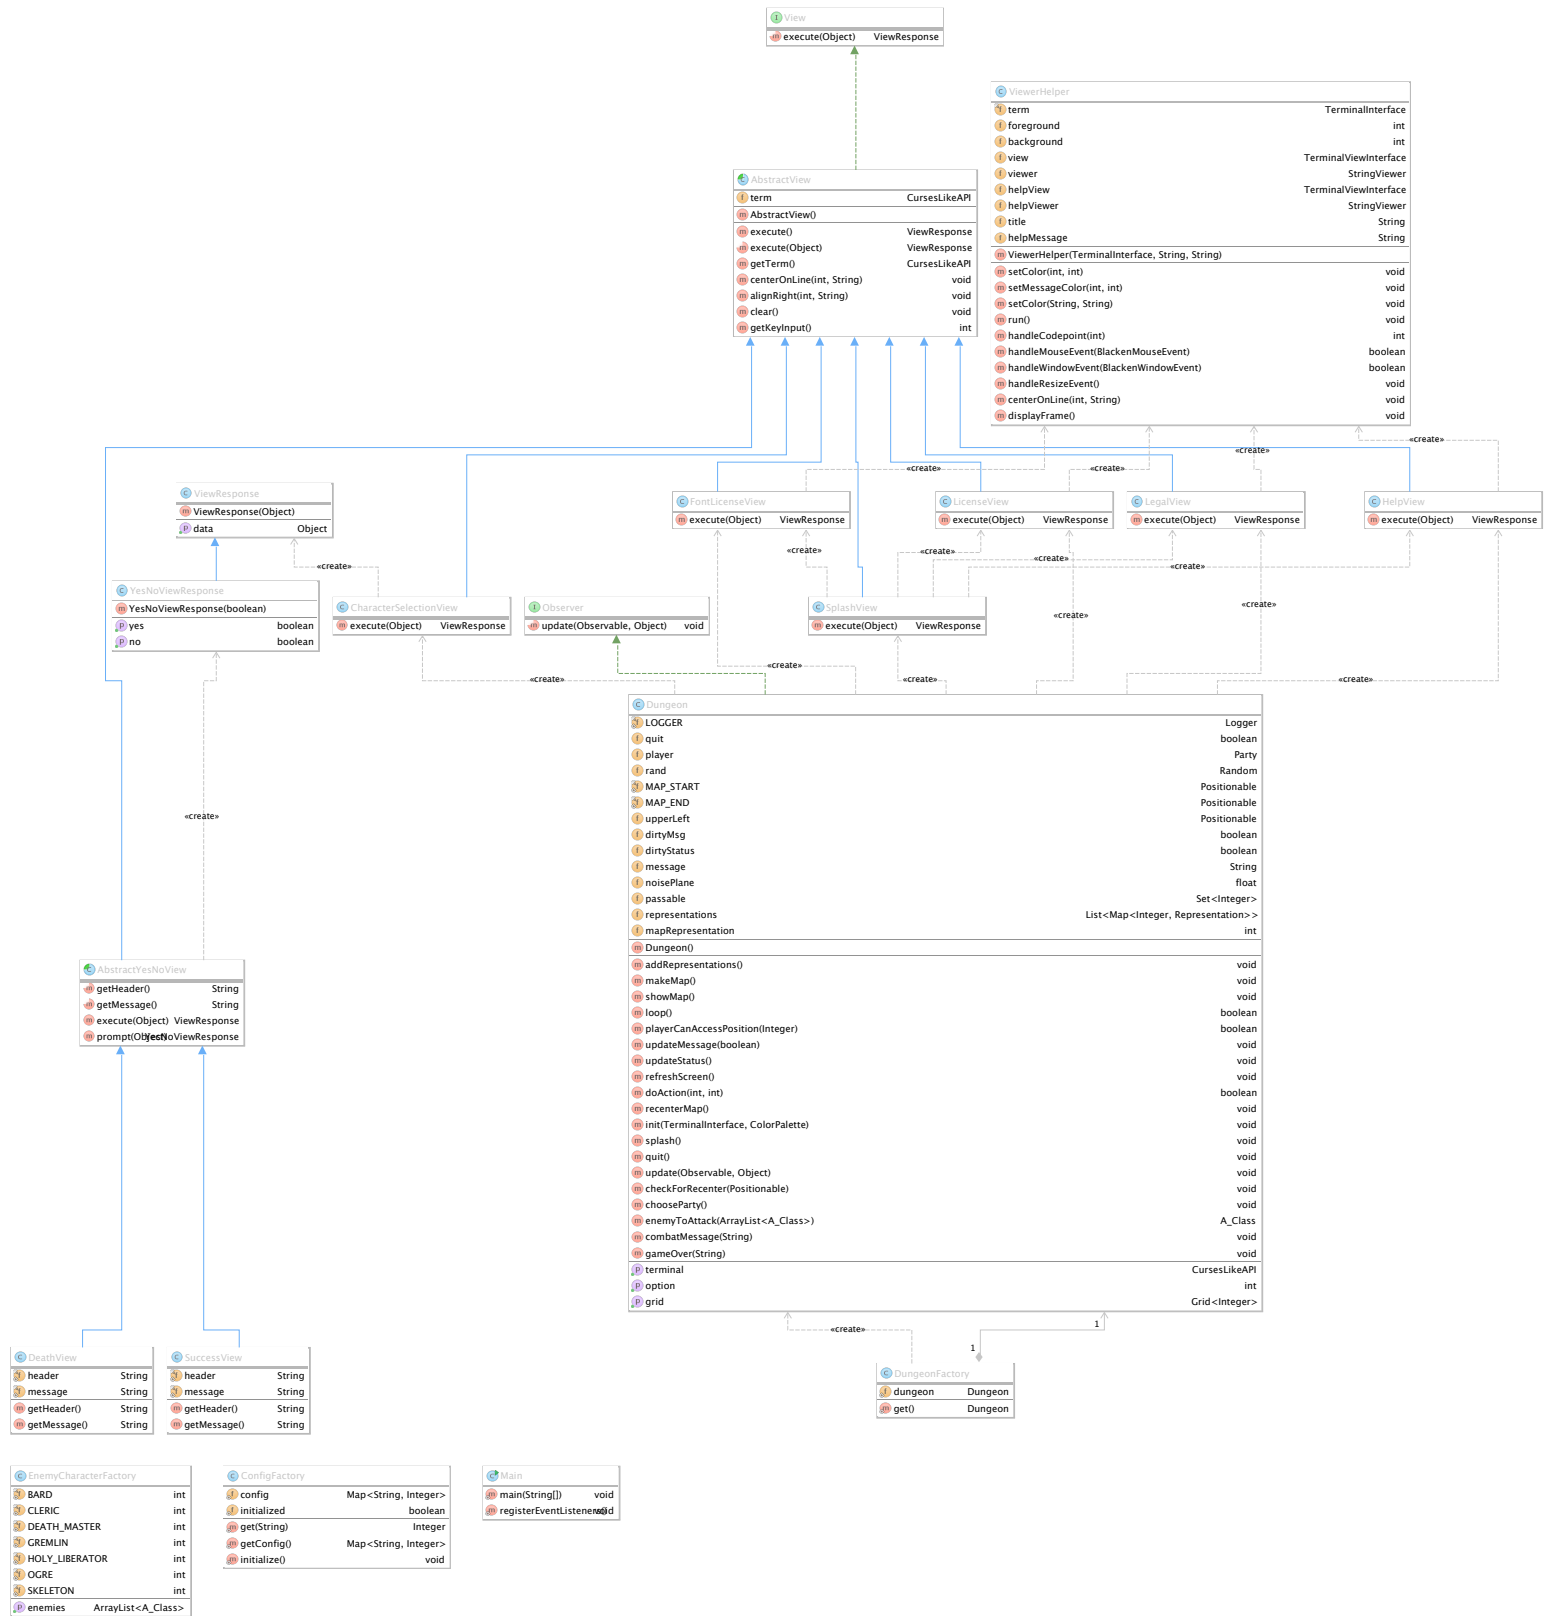 View
execute(Object) ViewResponse
ViewerHelper
term TerminalInterface
foreground int
background int
view TerminalViewInterface
viewer StringViewer
helpView TerminalViewInterface
helpViewer StringViewer
title String
helpMessage String
ViewerHelper(TerminalInterface, String, String)
setColor(int, int) void
setMessageColor(int, int) void
setColor(String, String) void
run() void
handleCodepoint(int) int
handleMouseEvent(BlackenMouseEvent) boolean
handleWindowEvent(BlackenWindowEvent) boolean
handleResizeEvent() void
centerOnLine(int, String) void
displayFrame() void
AbstractView
term CursesLikeAPI
AbstractView()
execute() ViewResponse
execute(Object) ViewResponse
getTerm() CursesLikeAPI
centerOnLine(int, String) void
alignRight(int, String) void
clear() void
getKeyInput() int
«create»
«create»
«create»
«create»
ViewResponse
ViewResponse(Object)
data Object
FontLicenseView
execute(Object) ViewResponse
LicenseView
execute(Object) ViewResponse
LegalView
execute(Object) ViewResponse
HelpView
execute(Object) ViewResponse
«create»
«create»
«create»
«create»
«create»
YesNoViewResponse
YesNoViewResponse(boolean)
yes boolean
no boolean
CharacterSelectionView
execute(Object) ViewResponse
Observer
update(Observable, Object) void
SplashView
execute(Object) ViewResponse
«create»
«create»
«create»
«create»
«create»
«create»
Dungeon
LOGGER Logger
quit boolean
player Party
rand Random
MAP_START Positionable
MAP_END Positionable
upperLeft Positionable
dirtyMsg boolean
dirtyStatus boolean
message String
noisePlane float
passable Set<Integer>
representations List<Map<Integer, Representation>>
mapRepresentation int
Dungeon()
addRepresentations() void
makeMap() void
showMap() void
loop() boolean
playerCanAccessPosition(Integer) boolean
updateMessage(boolean) void
updateStatus() void
refreshScreen() void
doAction(int, int) boolean
recenterMap() void
init(TerminalInterface, ColorPalette) void
splash() void
quit() void
update(Observable, Object) void
checkForRecenter(Positionable) void
chooseParty() void
enemyToAttack(ArrayList<A_Class>) A_Class
combatMessage(String) void
gameOver(String) void
terminal CursesLikeAPI
option int
grid Grid<Integer>
«create»
AbstractYesNoView
getHeader() String
getMessage() String
execute(Object) ViewResponse
prompt(Object) YesNoViewResponse
«create»
1
1
DeathView
header String
message String
getHeader() String
getMessage() String
SuccessView
header String
message String
getHeader() String
getMessage() String
DungeonFactory
dungeon Dungeon
get() Dungeon
EnemyCharacterFactory
BARD int
CLERIC int
DEATH_MASTER int
GREMLIN int
HOLY_LIBERATOR int
OGRE int
SKELETON int
enemies ArrayList<A_Class>
ConfigFactory
config Map<String, Integer>
initialized boolean
get(String) Integer
getConfig() Map<String, Integer>
initialize() void
Main
main(String[]) void
registerEventListeners() void